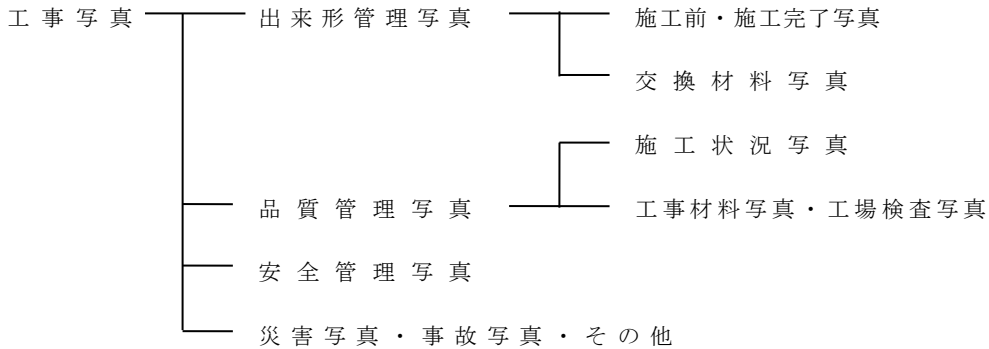 工事写真 出来形管理写真 施工前・施工完了写真
交換材料写真
施工状況写真
品質管理写真 工事材料写真・工場検査写真
安全管理写真
災害写真・事故写真・その他